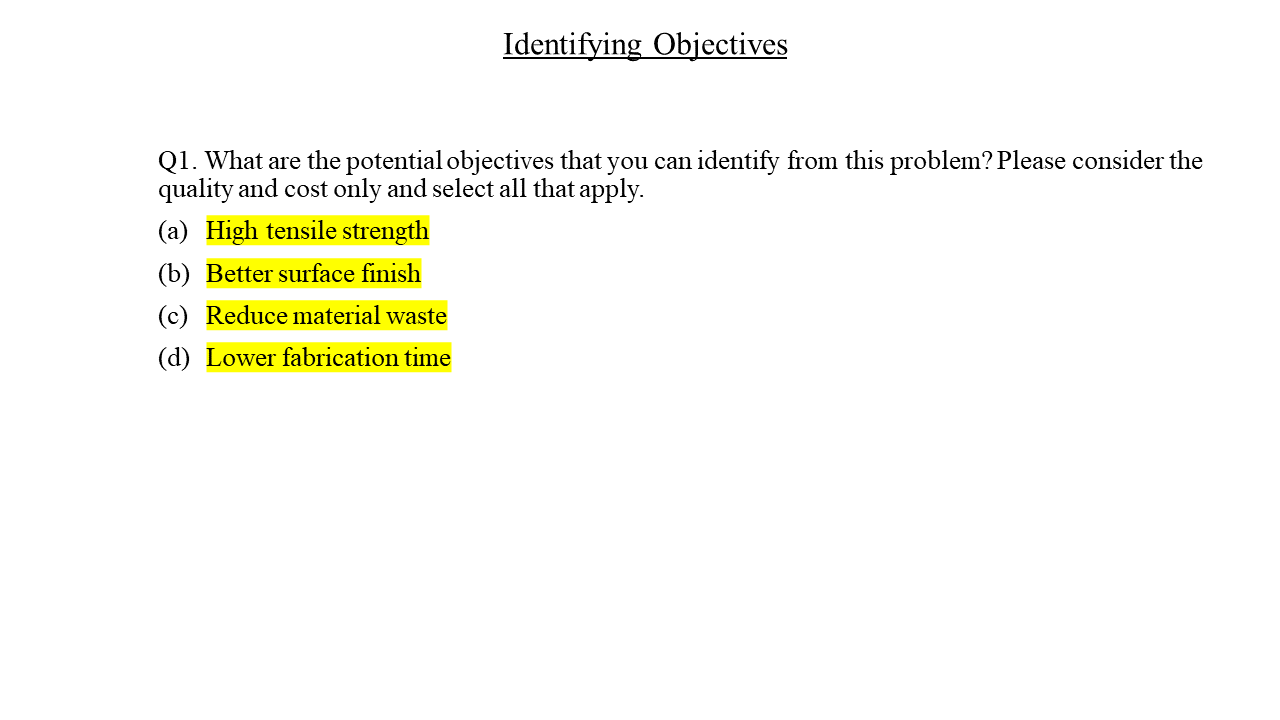 Identifying Objectives
Q1. What are the potential objectives that you can identify from this problem? Please consider the
quality and cost only and select all that apply.
(a) High tensile strength
(b) Better surface finish
(c) Reduce material waste
(d) Lower fabrication time